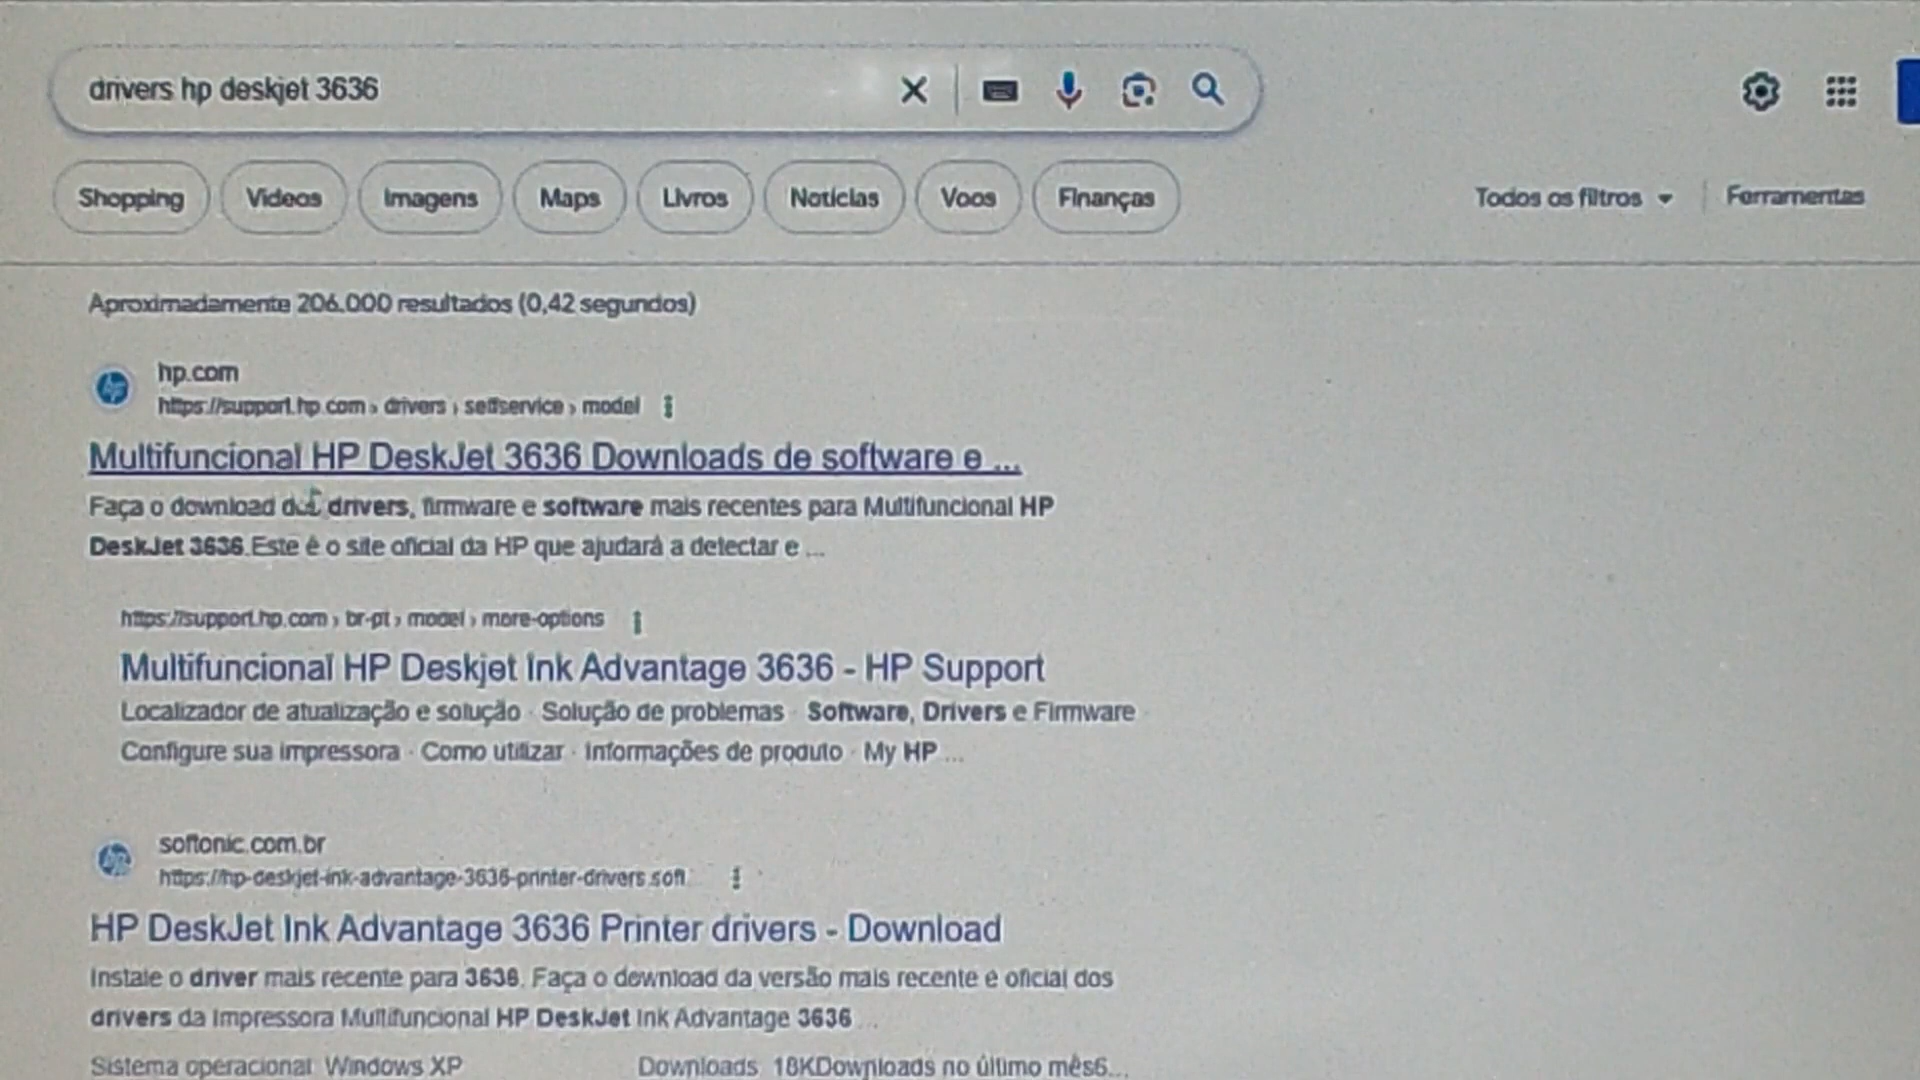 drivers hp deskjet 3636
Shopping Vídeos Imagens Maps Livros Notícias Voos Finanças Todos os filtros Ferramentas
Aproximadamente 206.000 resultados (0,42 segundos)
hp.com
https://support.hp.com › drivers › selfservice › model
Multifuncional HP DeskJet 3636 Downloads de software e ...
Faça o download drivers, firmware e software mais recentes para Multifuncional HP
DeskJet 3636.Este é o site oficial da HP que ajudará a detectar e ...
https://support.hp.com › br-pt › model › more-options
Multifuncional HP Deskjet Ink Advantage 3636 - HP Support
Localizador de atualização e solução · Solução de problemas · Software, Drivers e Firmware ·
Configure sua impressora · Como utilizar · Informações de produto · My HP ...
softonic.com.br
https://hp-deskjet-ink-advantage-3636-printer-drivers.soft
HP DeskJet Ink Advantage 3636 Printer drivers - Download
Instale o driver mais recente para 3636. Faça o download da versão mais recente e oficial dos
drivers da Impressora Multifuncional HP DeskJet Ink Advantage 3636 ...
Sistema operacional Windows XP Downloads 18KDownloads no último mês6...